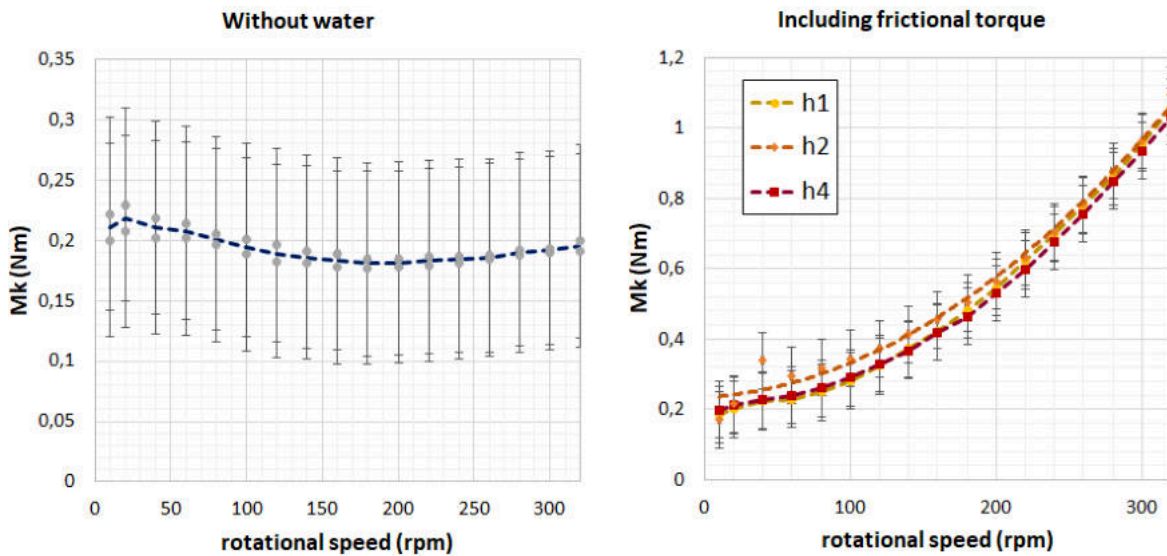 Without water
Mk (Nm)
0,35
0,3
0,25
0,2
0,15
0,1
0,05
0
0 50 100 150 200 250 300
rotational speed (rpm)
Including frictional torque
Mk (Nm)
1,2
1
0,8
0,6
0,4
0,2
0
h1
h2
h4
0 100 200 300
rotational speed (rpm)